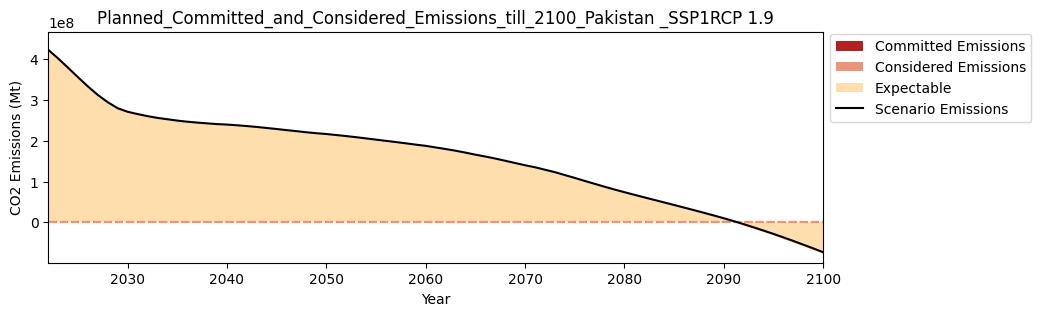 Planned_Committed_and_Considered_Emissions_till_2100_Pakistan _SSP1RCP 1.9
1e8
4
3
2
1
0
CO2 Emissions (Mt)
2030 2040 2050 2060 2070 2080 2090 2100
Year
Committed Emissions
Considered Emissions
Expectable
Scenario Emissions